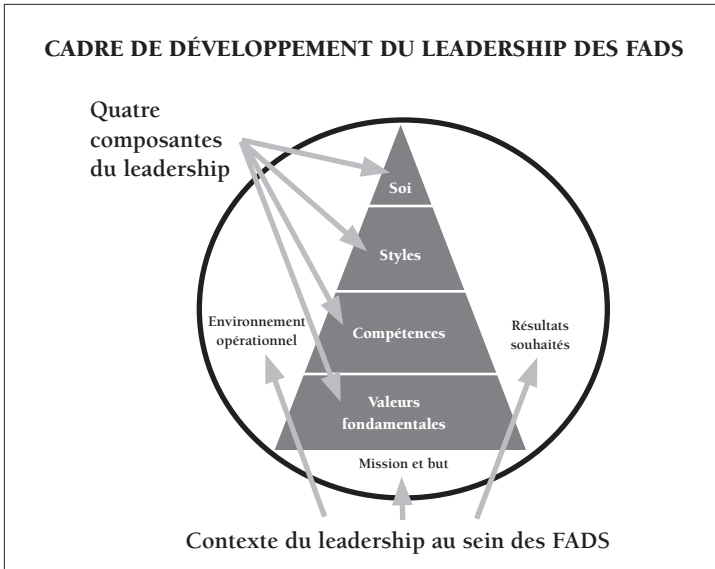 CADRE DE DÉVELOPPEMENT DU LEADERSHIP DES FADS
Quatre
composantes
du leadership
Soi
Styles
Environnement
opérationnel
Compétences
Résultats
souhaités
Valeurs
fondamentales
Mission et but
Contexte du leadership au sein des FADS